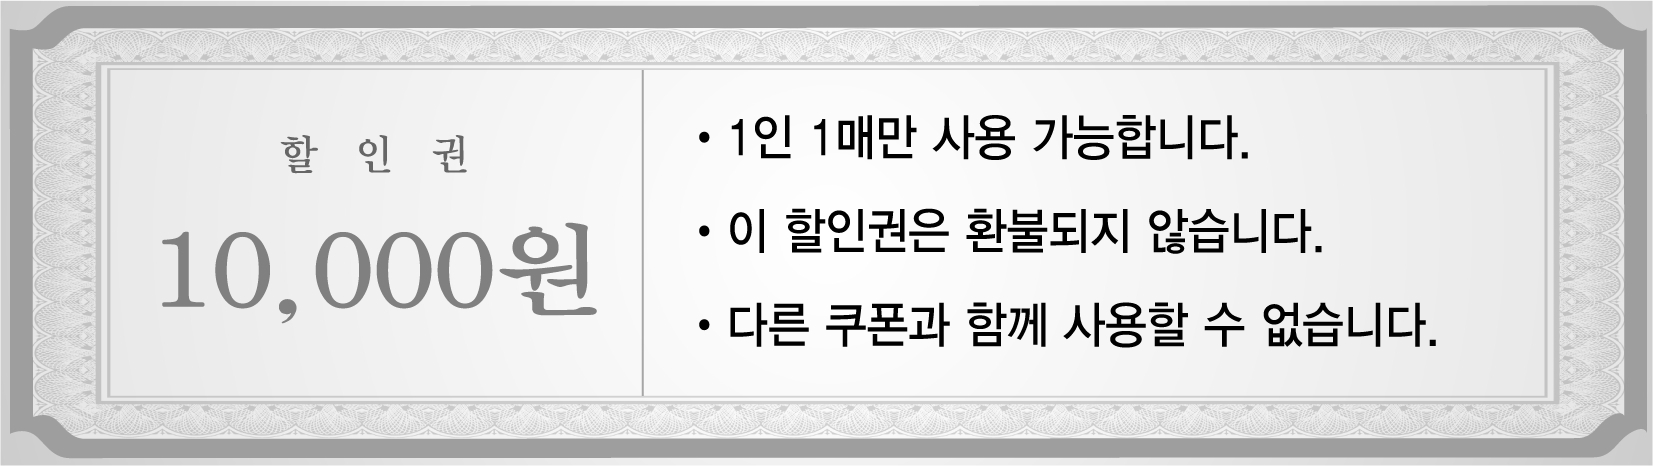 할 인 권
10,000원
• 1인 1매만 사용 가능합니다.
• 이 할인권은 환불되지 않습니다.
• 다른 쿠폰과 함께 사용할 수 없습니다.